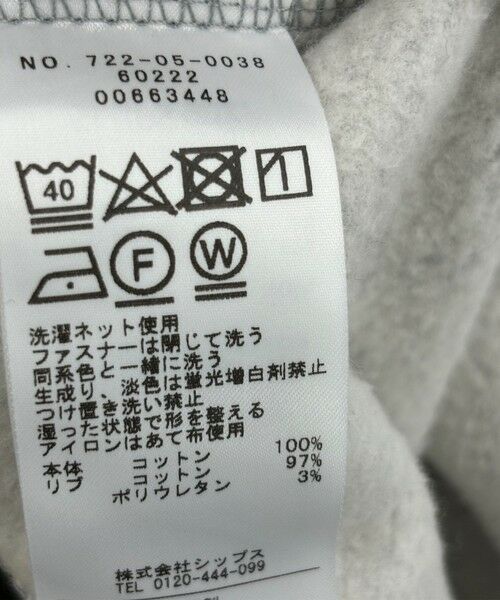 NO. 722-05-0038
60222
00663448
40
F W
洗濯ネット使用
ファスナーは閉じて洗う
同系色と一緒に洗う
生成り、淡色は蛍光増白剤禁止
つけ置き洗い禁止
湿った状態で形を整える
アイロンはあて布使用
本体 コットン 100%
リブ コットン 97%
ポリウレタン 3%
株式会社シップス
TEL 0120-444-099